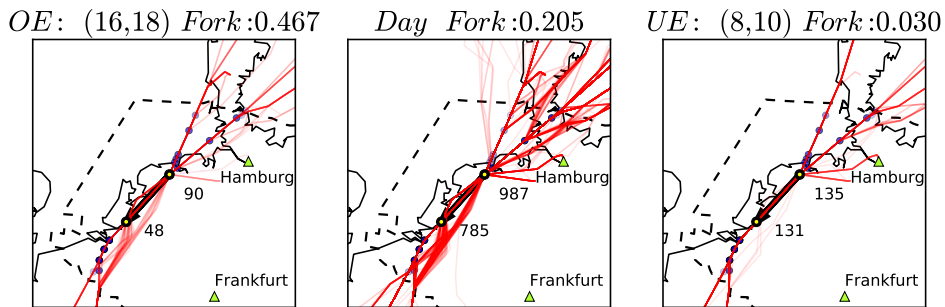 OE: (16,18) Fork:0.467
Hamburg
90
48
Frankfurt
Day Fork:0.205
Hamburg
987
785
Frankfurt
UE: (8,10) Fork:0.030
Hamburg
135
131
Frankfurt